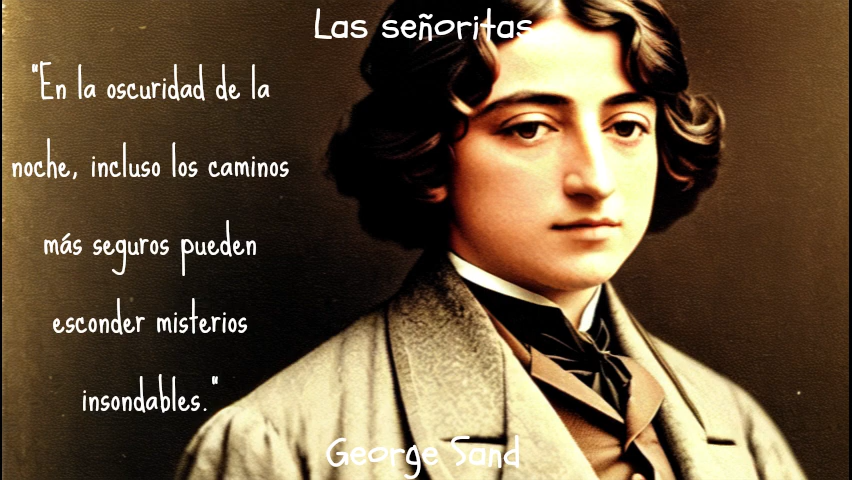 Las señoritas
"En la oscuridad de la
noche, incluso los caminos
más seguros pueden
esconder misterios
insondables."
George Sand